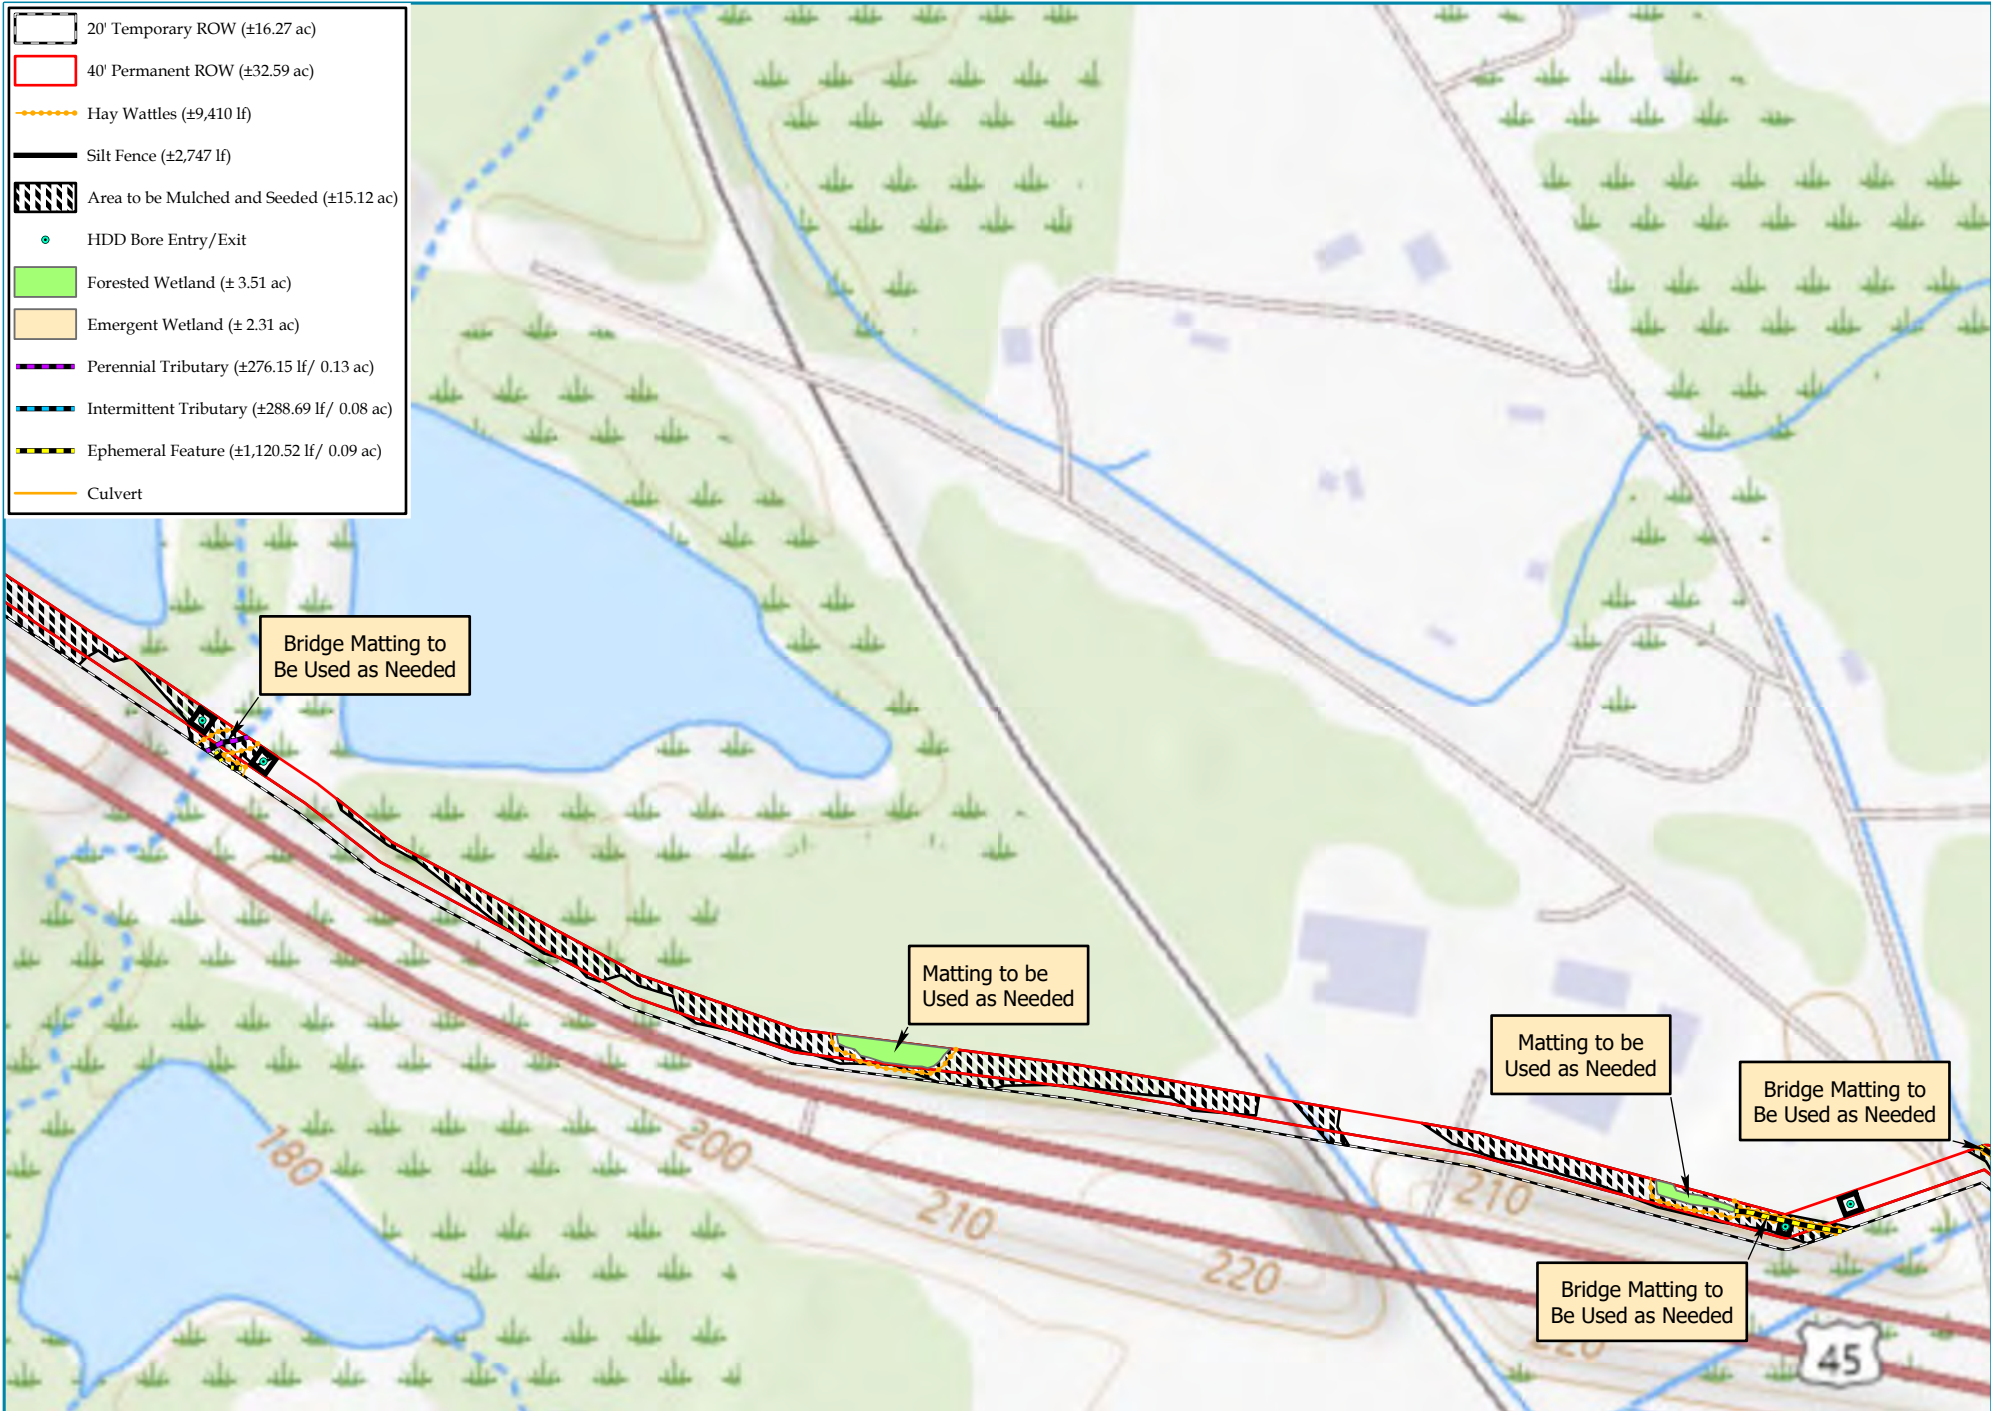 20' Temporary ROW (±16.27 ac)
40' Permanent ROW (±32.59 ac)
Hay Wattles (±9,410 lf)
Silt Fence (±2,747 lf)
Area to be Mulched and Seeded (±15.12 ac)
HDD Bore Entry/Exit
Forested Wetland (± 3.51 ac)
Emergent Wetland (± 2.31 ac)
Perennial Tributary (±276.15 lf/ 0.13 ac)
Intermittent Tributary (±288.69 lf/ 0.08 ac)
Ephemeral Feature (±1,120.52 lf/ 0.09 ac)
Culvert
Bridge Matting to
Be Used as Needed
Matting to be
Used as Needed
Matting to be
Used as Needed
Bridge Matting to
Be Used as Needed
180
200
210
220
210
Bridge Matting to
Be Used as Needed
220
45